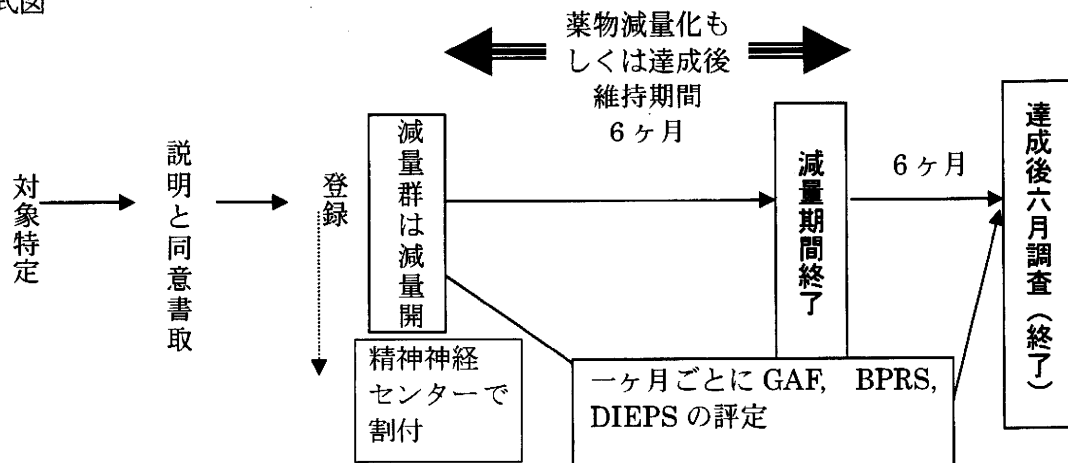 式図
薬物減量化も
しくは達成後
維持期間
6ヶ月
対象特定
説明と同意書取
登録
減量群は減量開
減量期間終了
6ヶ月
達成後六月調査（終了）
精神神経
センターで
割付
一ヶ月ごとに GAF, BPRS,
DIEPS の評定